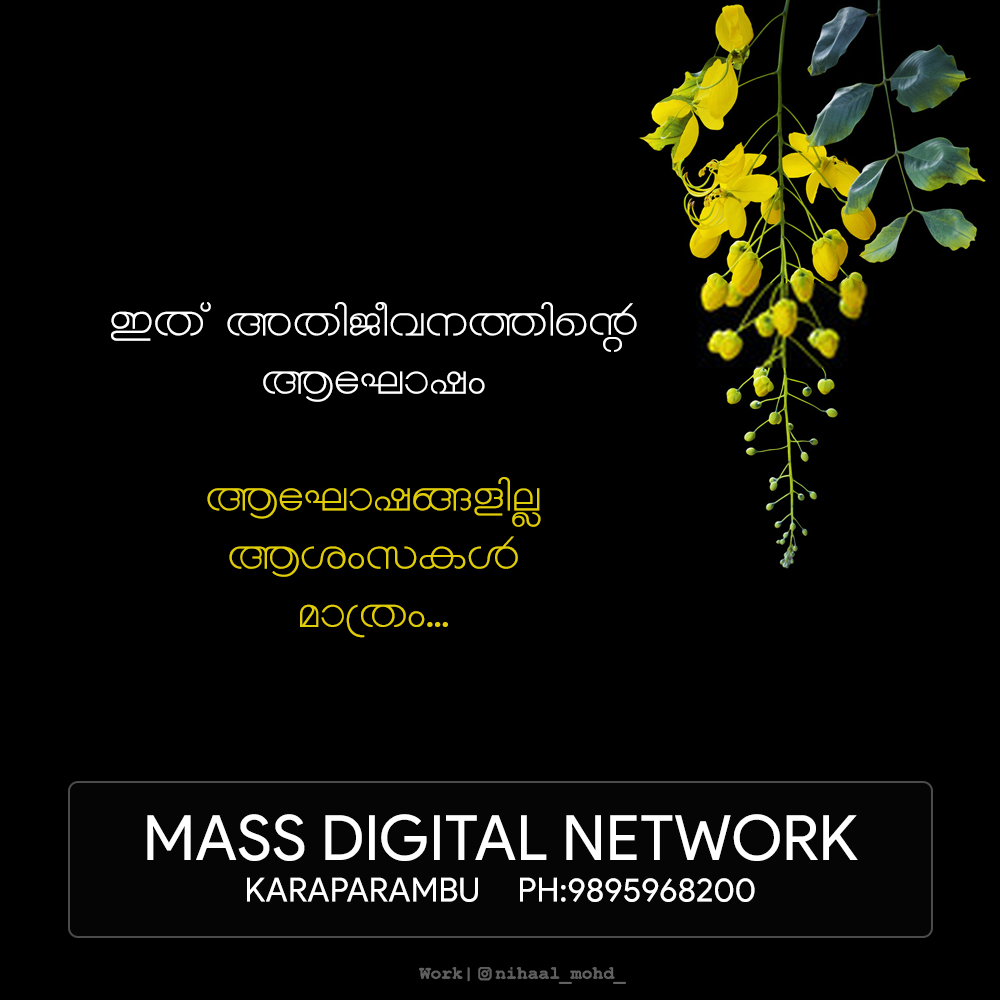 ഇത് അതിജീവനത്തിന്റെ
ആഘോഷം
ആഘോഷങ്ങളില്ല
ആശംസകൾ
മാത്രം...
MASS DIGITAL NETWORK
KARAPARAMBU PH:9895968200
Work| nihaal_mohd_